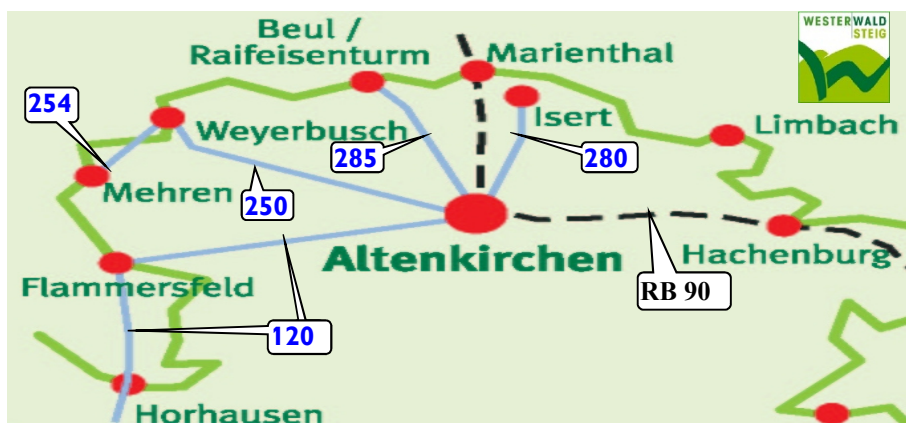 Beul /
Raifeisenturm
Marienthal
WESTERWALD
STEIG
254
Weyerbusch
Isert
Limbach
285
280
Mehren
250
Altenkirchen
Hachenburg
Flammersfeld
RB 90
120
Horhausen